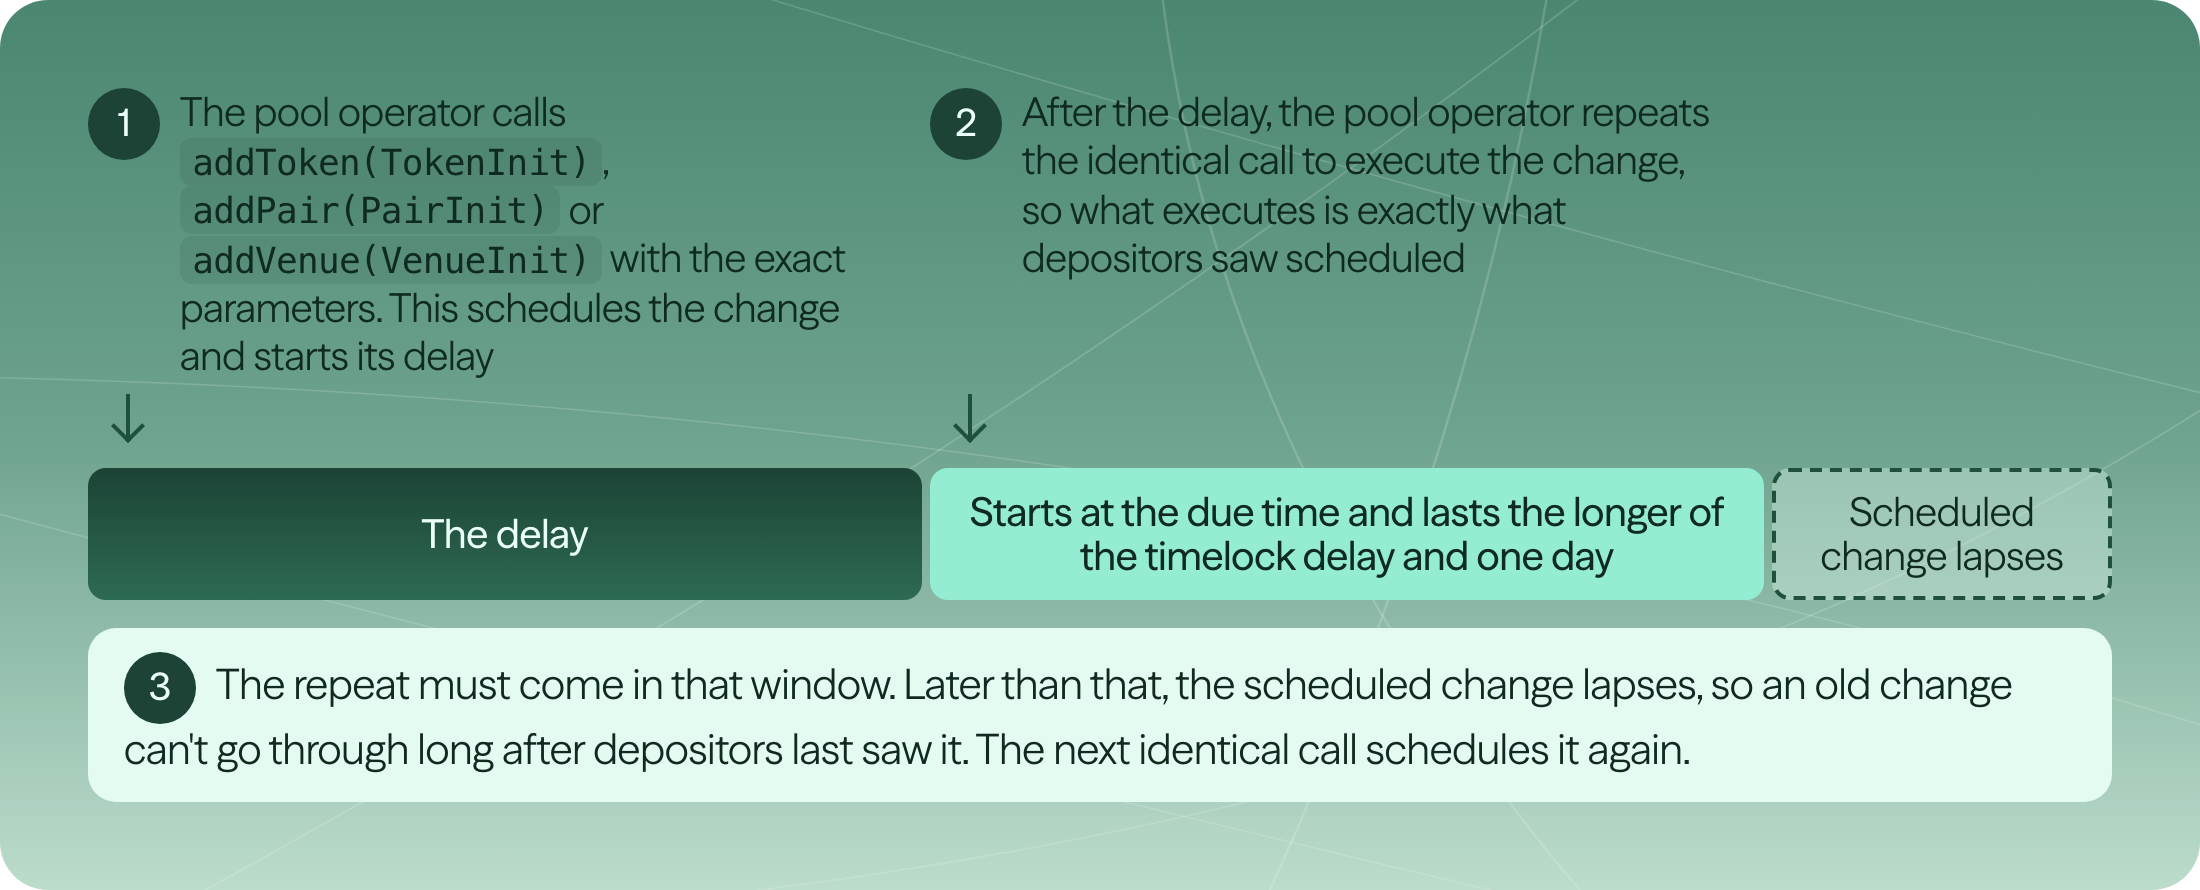 1
The pool operator calls
addToken(TokenInit),
addPair(PairInit) or
addVenue(VenueInit) with the exact
parameters. This schedules the change
and starts its delay
2
After the delay, the pool operator repeats
the identical call to execute the change,
so what executes is exactly what
depositors saw scheduled
The delay
Starts at the due time and lasts the longer of
the timelock delay and one day
Scheduled
change lapses
3 The repeat must come in that window. Later than that, the scheduled change lapses, so an old change
can't go through long after depositors last saw it. The next identical call schedules it again.